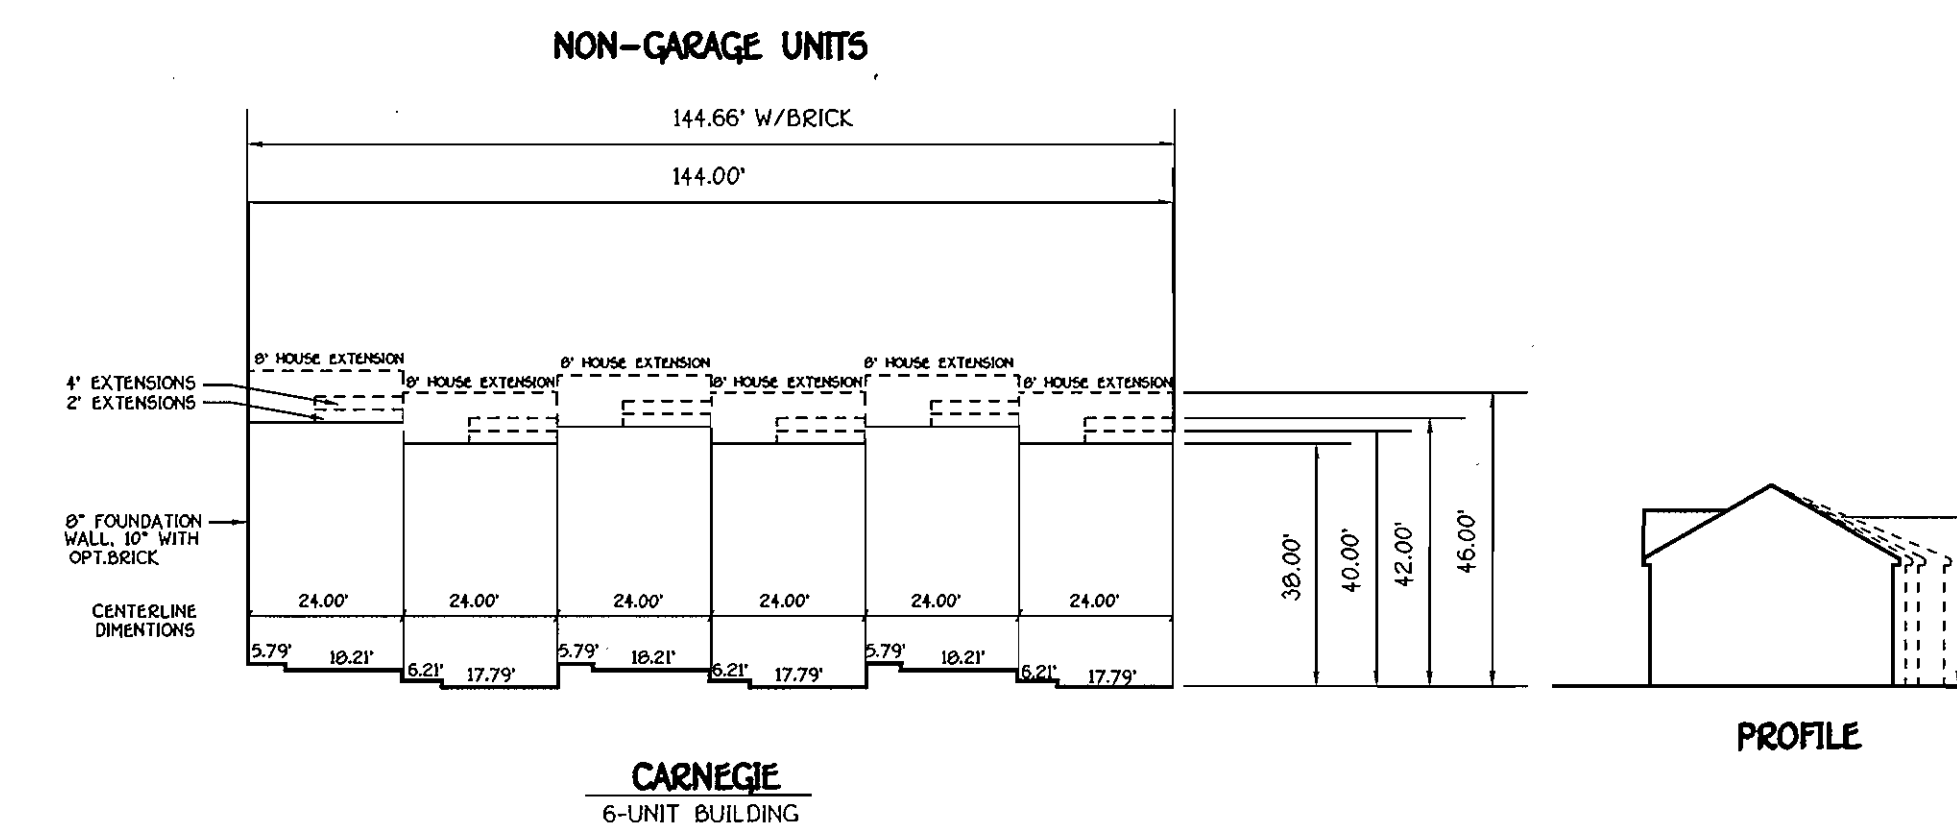 NON-GARAGE UNITS
144.66' W/BRICK
144.00'
8' HOUSE EXTENSION
8' HOUSE EXTENSION
8' HOUSE EXTENSION
8' HOUSE EXTENSION
8' HOUSE EXTENSION
8' HOUSE EXTENSION
4' EXTENSIONS
2' EXTENSIONS
8" FOUNDATION
WALL, 10" WITH
OPT.BRICK
38.00'
40.00'
42.00'
46.00'
CENTERLINE
DIMENTIONS
24.00'
24.00'
24.00'
24.00'
24.00'
24.00'
5.79'
18.21'
6.21'
17.79'
5.79'
18.21'
6.21'
17.79'
5.79'
18.21'
6.21'
17.79'
PROFILE
CARNEGIE
6-UNIT BUILDING